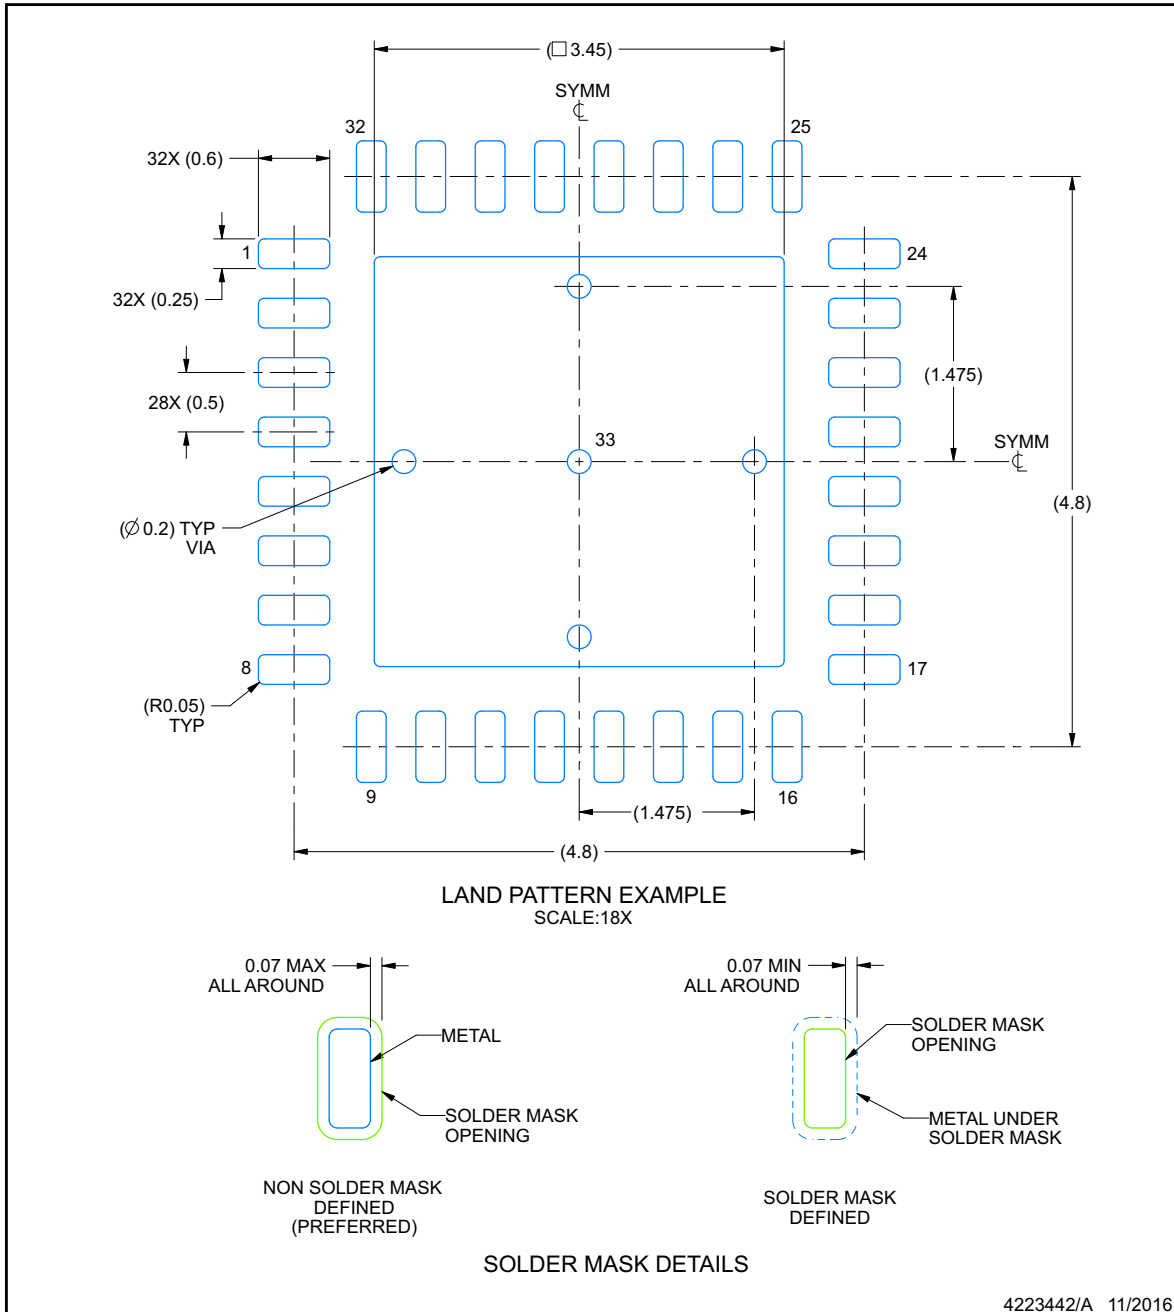 (□ 3.45)
SYMM
℄
32
25
32X (0.6)
1
24
32X (0.25)
(1.475)
28X (0.5)
33
SYMM
℄
(4.8)
(Ø 0.2) TYP
VIA
8
17
(R0.05)
TYP
9
16
(1.475)
(4.8)
LAND PATTERN EXAMPLE
SCALE:18X
0.07 MAX
ALL AROUND
METAL
SOLDER MASK
OPENING
NON SOLDER MASK
DEFINED
(PREFERRED)
0.07 MIN
ALL AROUND
SOLDER MASK
OPENING
METAL UNDER
SOLDER MASK
SOLDER MASK
DEFINED
SOLDER MASK DETAILS
4223442/A 11/2016